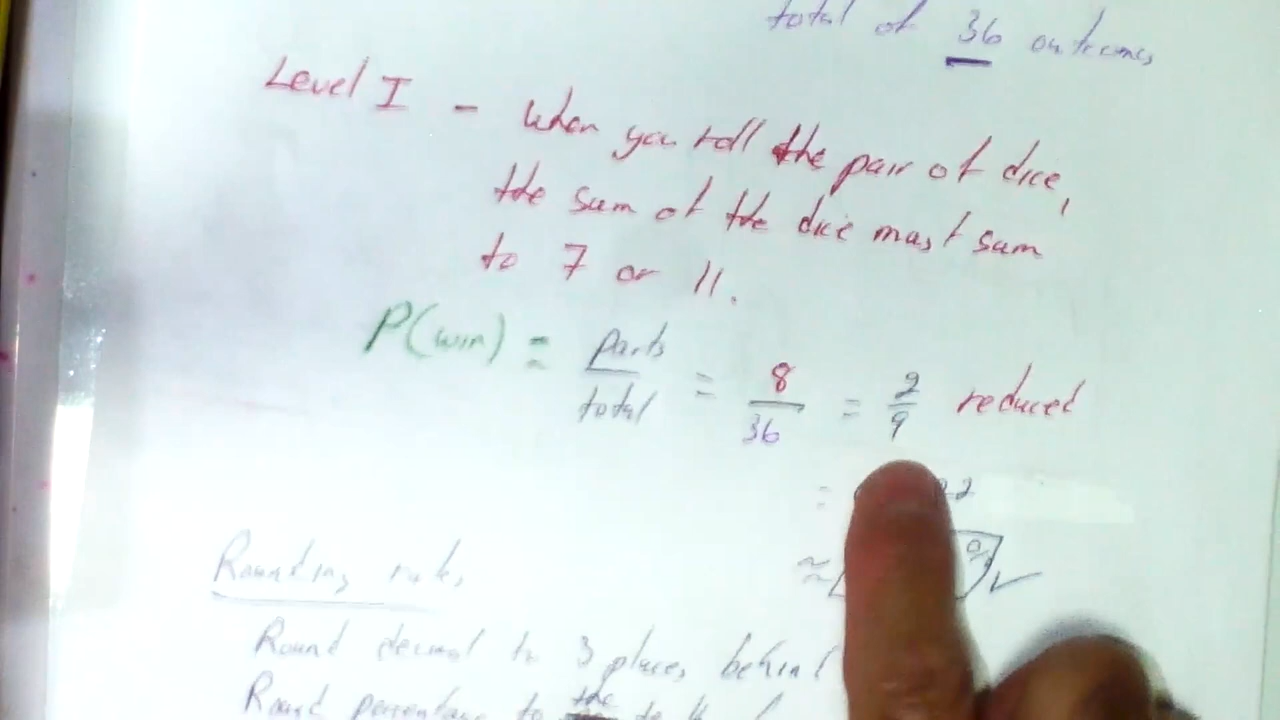 total of 36 outcomes
Level I - When you roll the pair of dice,
the sum of the dice must sum
to 7 or 11.
P(win) = parts/total = 8/36 = 2/9 reduced
= 22
≈ % ✓
Rounding rules
Round decimal to 3 places behind
Round percentage to the